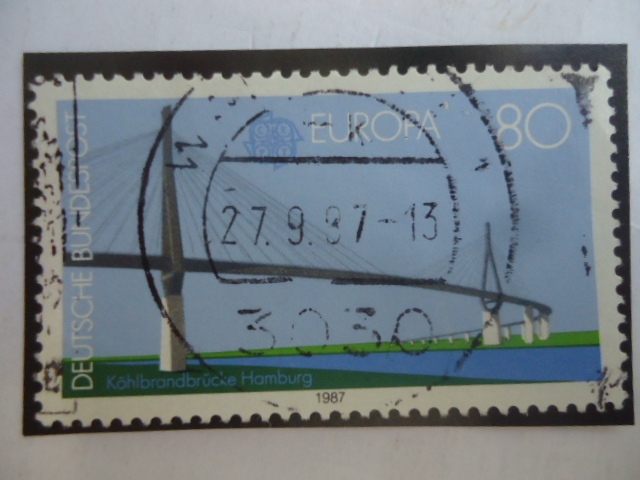 EUROPA 80
DEUTSCHE BUNDESPOST
27.9.87-13
3030
Köhlbrandbrücke Hamburg
1987